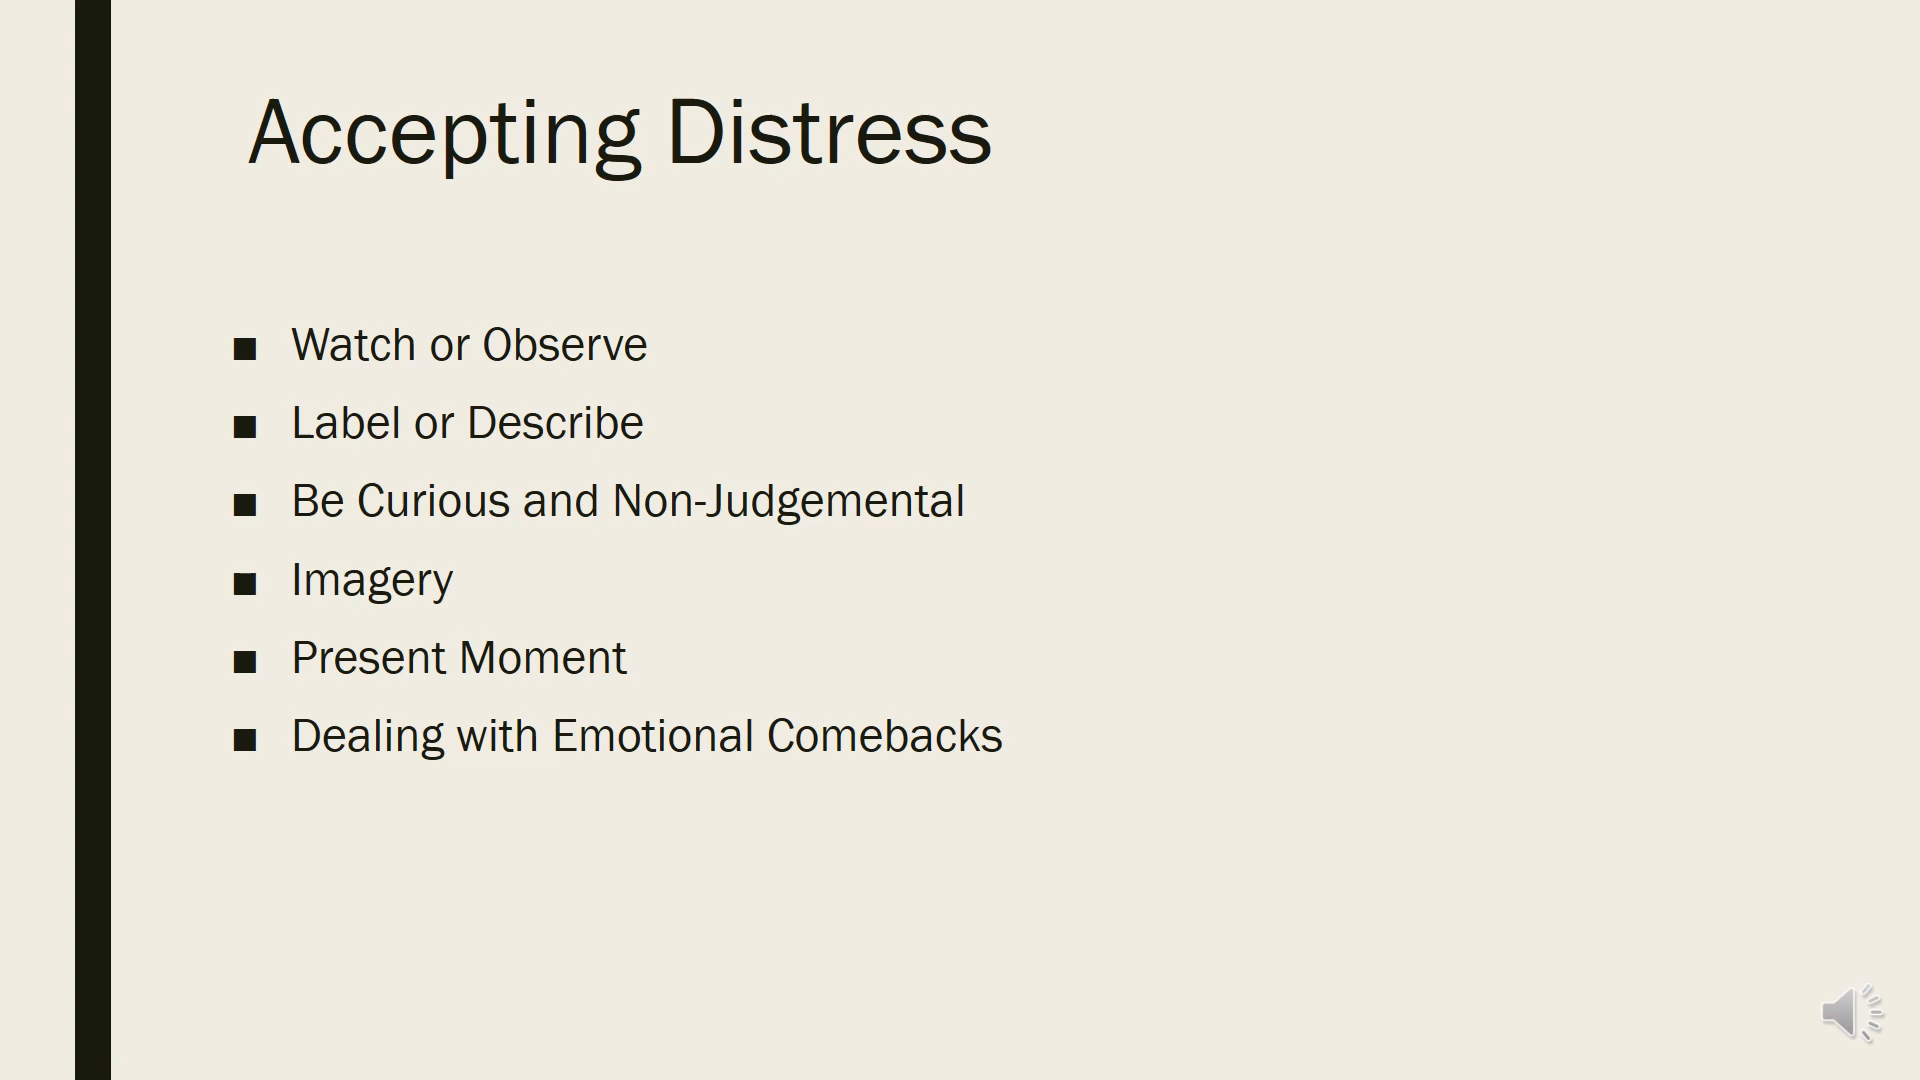 Accepting Distress
■ Watch or Observe
■ Label or Describe
■ Be Curious and Non-Judgemental
■ Imagery
■ Present Moment
■ Dealing with Emotional Comebacks